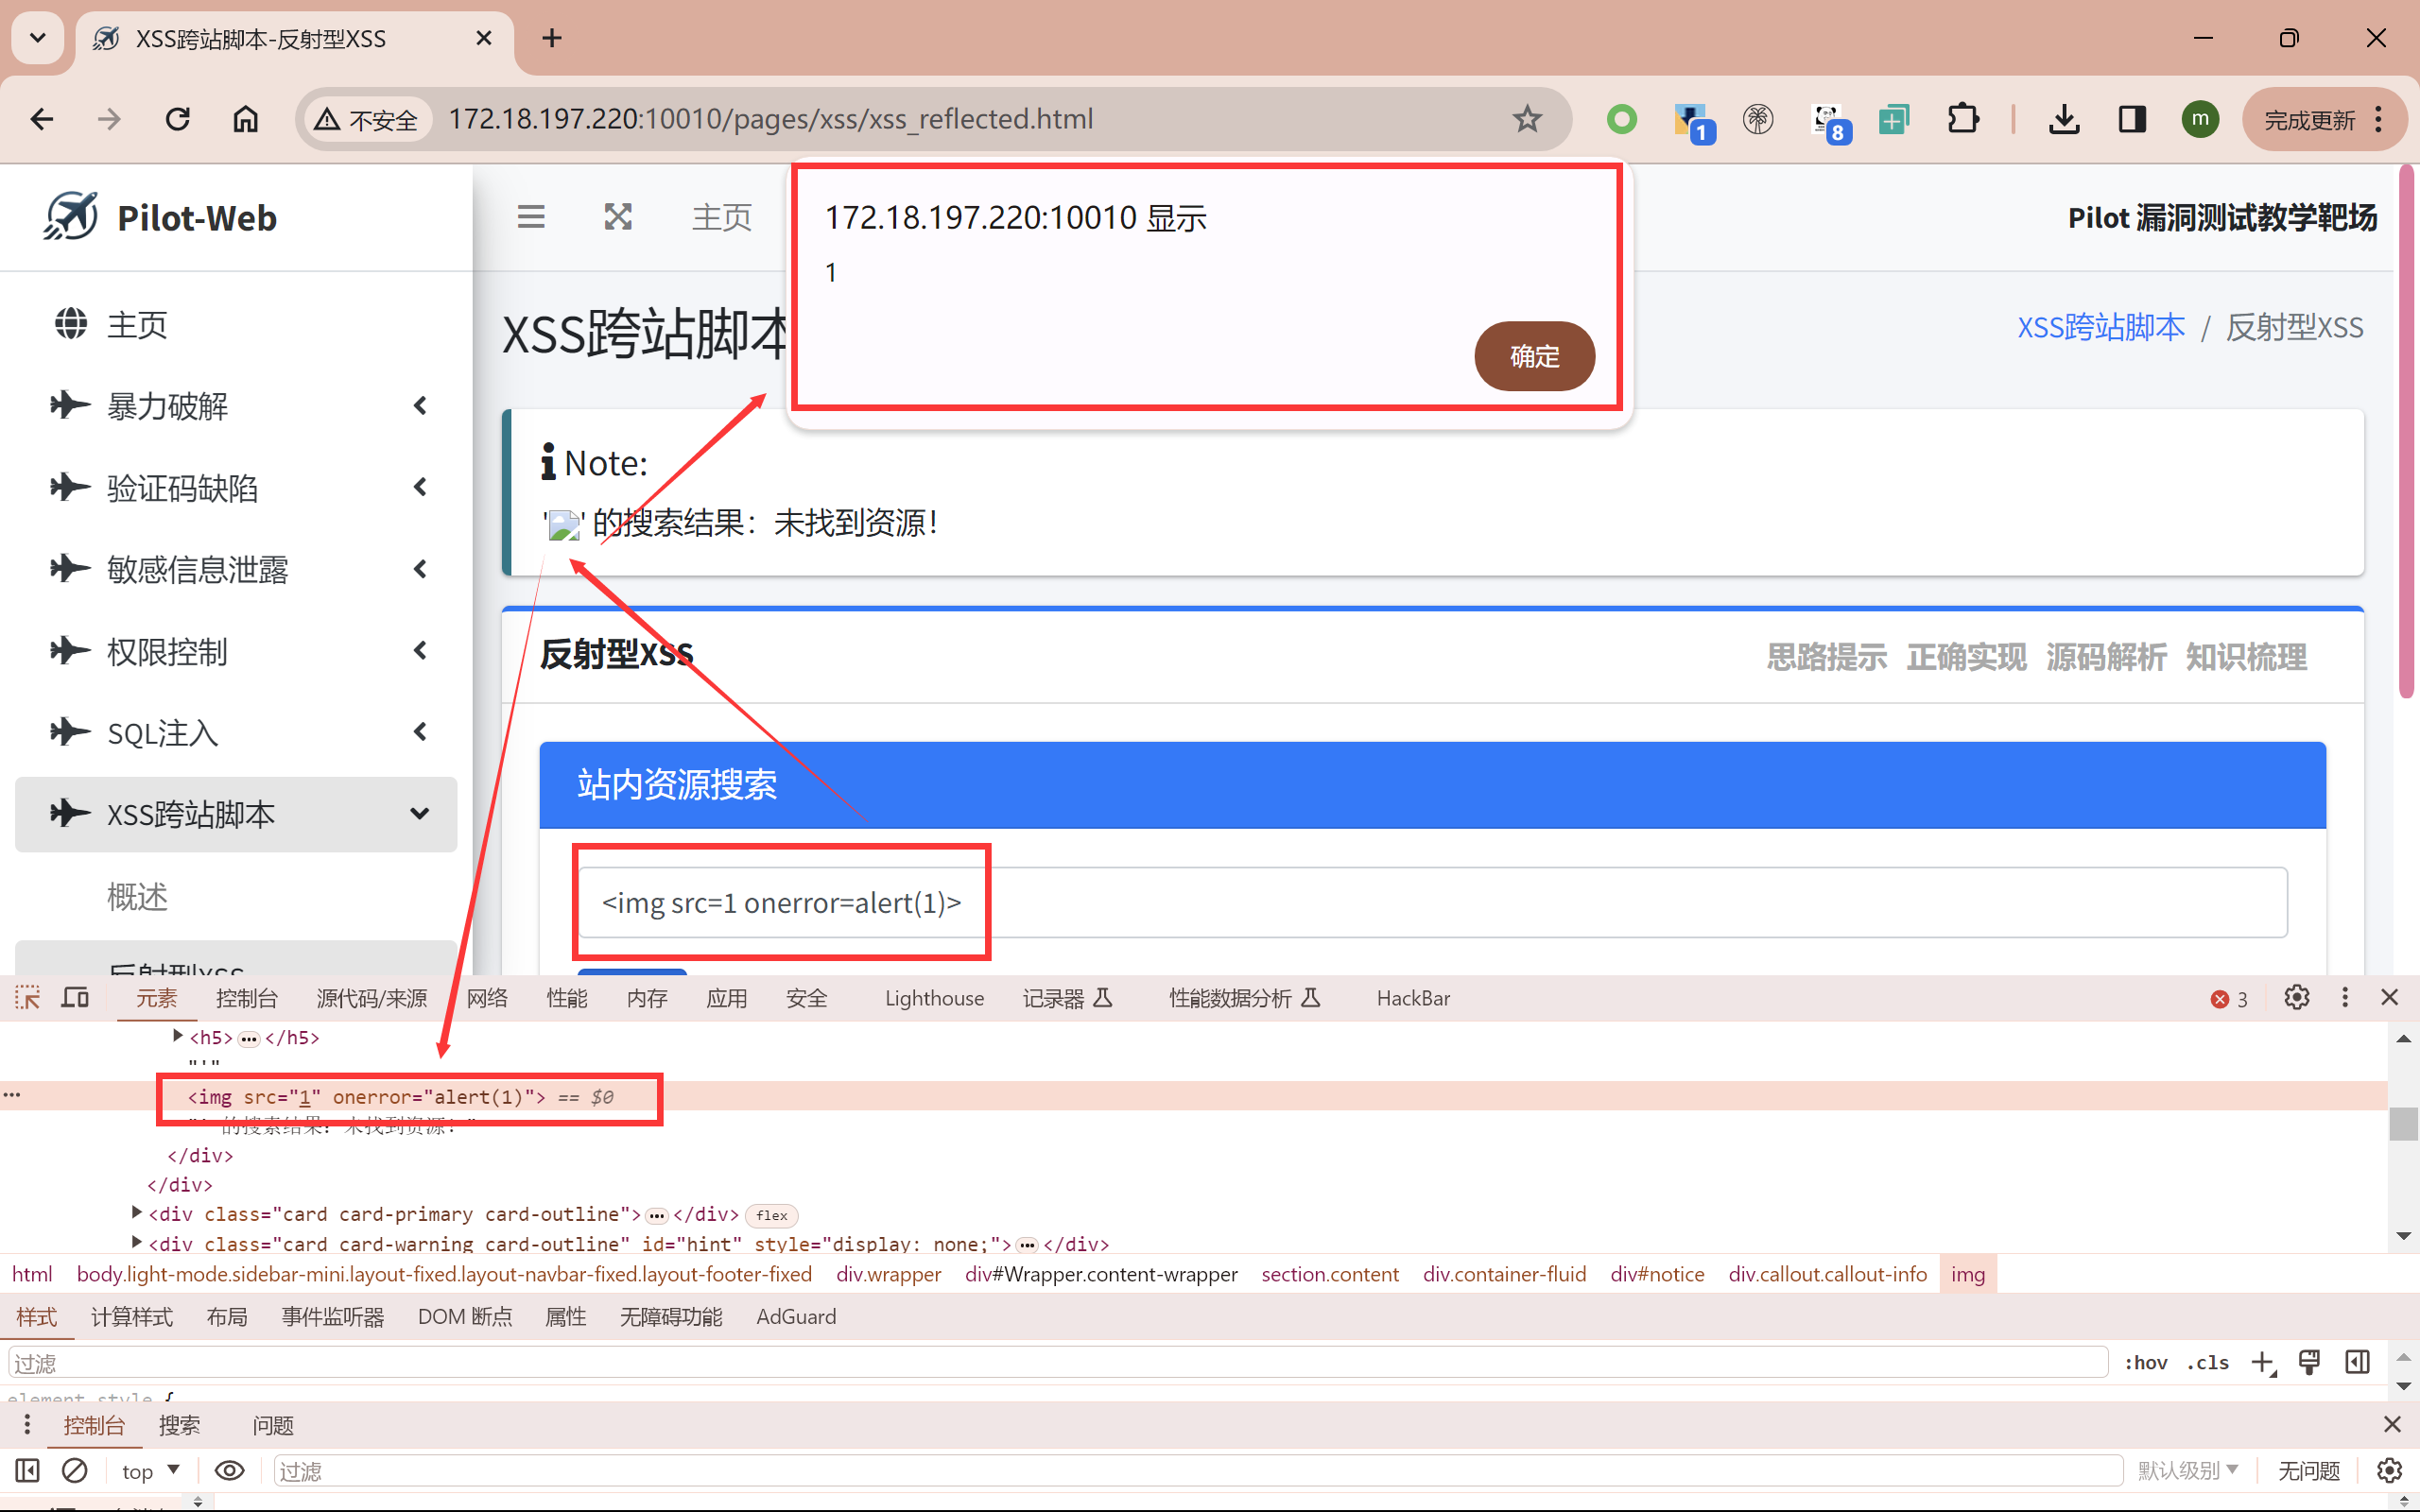 XSS跨站脚本-反射型XSS
不安全
172.18.197.220:10010/pages/xss/xss_reflected.html
1
8
m
完成更新
Pilot-Web
主页
Pilot 漏洞测试教学靶场
172.18.197.220:10010 显示
1
确定
主页
暴力破解
验证码缺陷
敏感信息泄露
权限控制
SQL注入
XSS跨站脚本
概述
反射型XSS
XSS跨站脚本
XSS跨站脚本 / 反射型XSS
Note:
'' 的搜索结果：未找到资源！
反射型XSS
思路提示 正确实现 源码解析 知识梳理
站内资源搜索
<img src=1 onerror=alert(1)>
元素 控制台 源代码/来源 网络 性能 内存 应用 安全 Lighthouse 记录器 性能数据分析 HackBar 3
<h5>…</h5>
"'"
<img src="1" onerror="alert(1)"> == $0
"' 的搜索结果：未找到资源！"
</div>
</div>
<div class="card card-primary card-outline">…</div> flex
<div class="card card-warning card-outline" id="hint" style="display: none;">…</div>
html body.light-mode.sidebar-mini.layout-fixed.layout-navbar-fixed.layout-footer-fixed div.wrapper div#Wrapper.content-wrapper section.content div.container-fluid div#notice div.callout.callout-info img
样式 计算样式 布局 事件监听器 DOM 断点 属性 无障碍功能 AdGuard
过滤 :hov .cls
element.style {
控制台 搜索 问题
top 过滤 默认级别 无问题